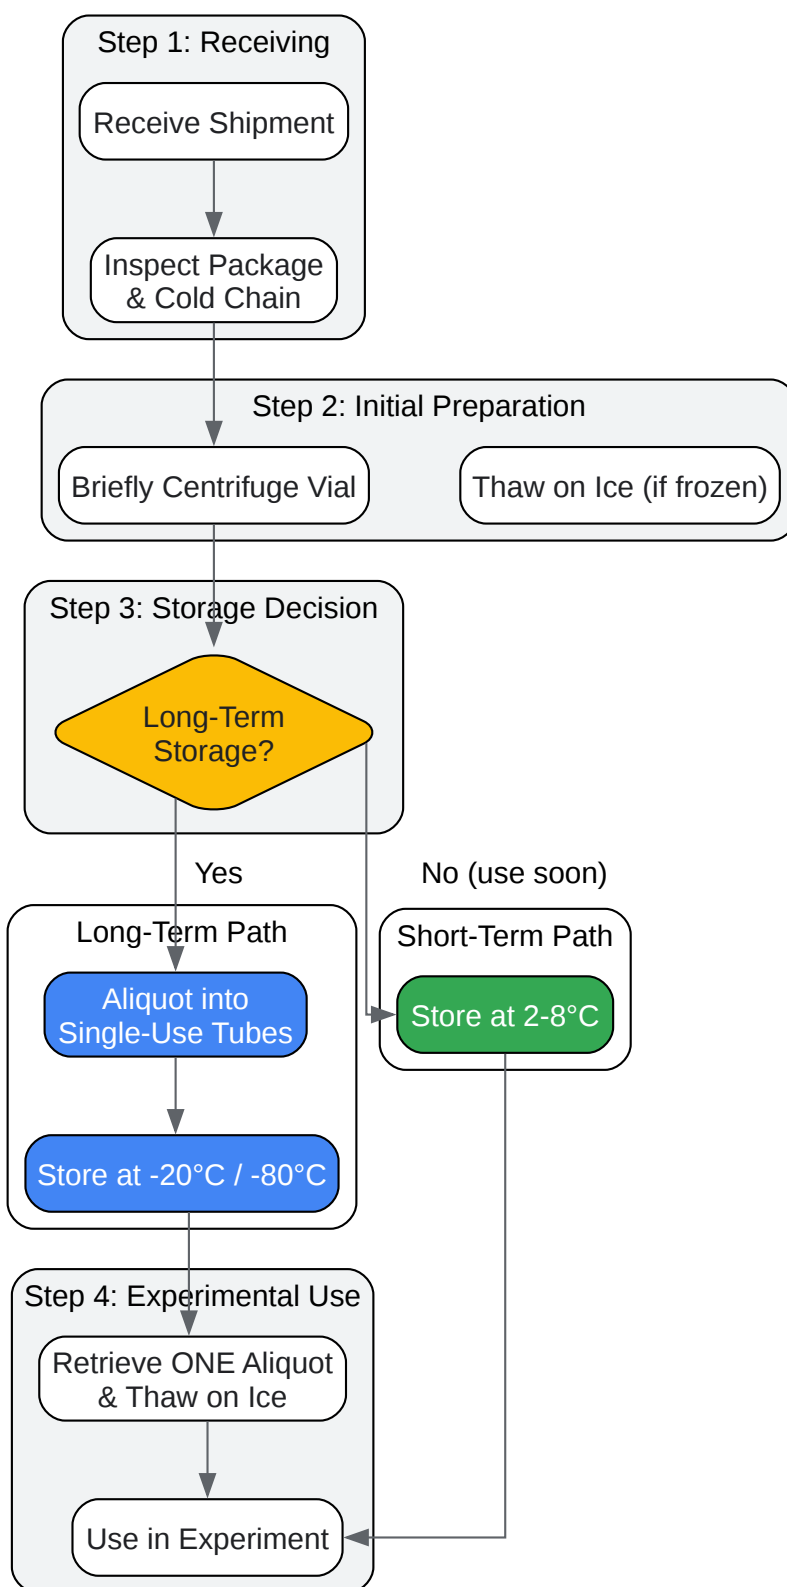 Step 1: Receiving
Receive Shipment
Inspect Package
& Cold Chain
Step 2: Initial Preparation
Briefly Centrifuge Vial
Thaw on Ice (if frozen)
Step 3: Storage Decision
Long-Term
Storage?
Yes
No (use soon)
Long-Term Path
Short-Term Path
Aliquot into
Single-Use Tubes
Store at 2-8°C
Store at -20°C / -80°C
Step 4: Experimental Use
Retrieve ONE Aliquot
& Thaw on Ice
Use in Experiment